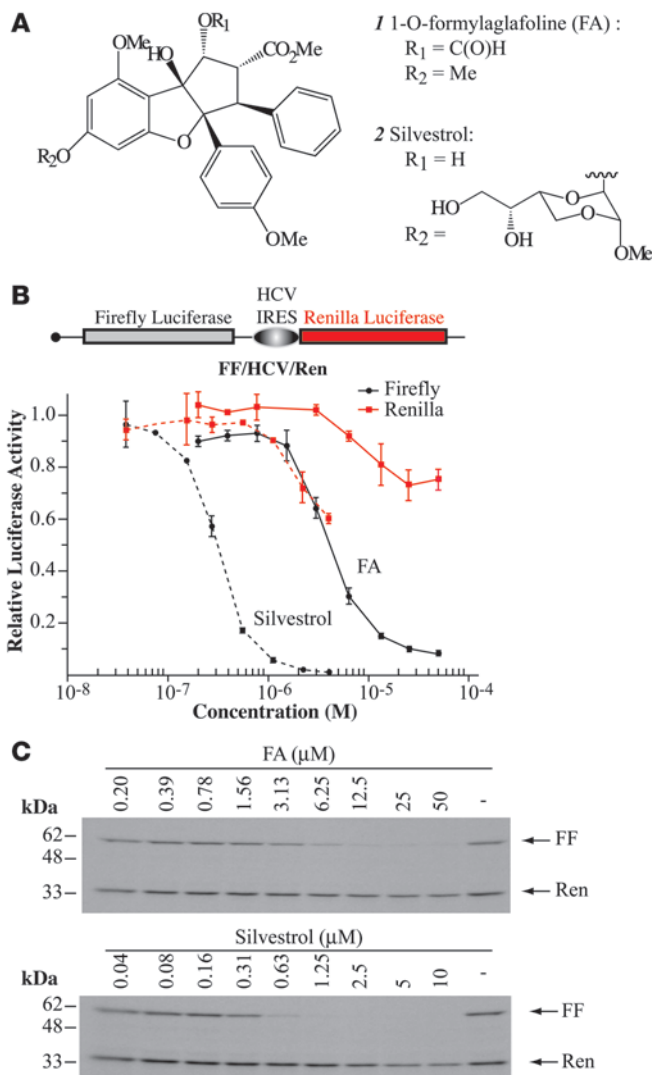 A
OR1
OMe
HO
CO2Me
O
R2
O
OMe
1 1-O-formylaglafoline (FA) :
R1 = C(O)H
R2 = Me
2 Silvestrol:
R1 = H
R2 =
HO
OH
O
O
OMe
B
Firefly Luciferase
HCV
IRES
Renilla Luciferase
FF/HCV/Ren
Firefly
Renilla
Relative Luciferase Activity
1.0
0.8
0.6
0.4
0.2
FA
Silvestrol
10-8
10-7
10-6
10-5
10-4
Concentration (M)
C
FA (µM)
kDa
0.20 0.39 0.78 1.56 3.13 6.25 12.5 25 50 -
62
48
33
FF
Ren
Silvestrol (µM)
kDa
0.04 0.08 0.16 0.31 0.63 1.25 2.5 5 10 -
62
48
33
FF
Ren